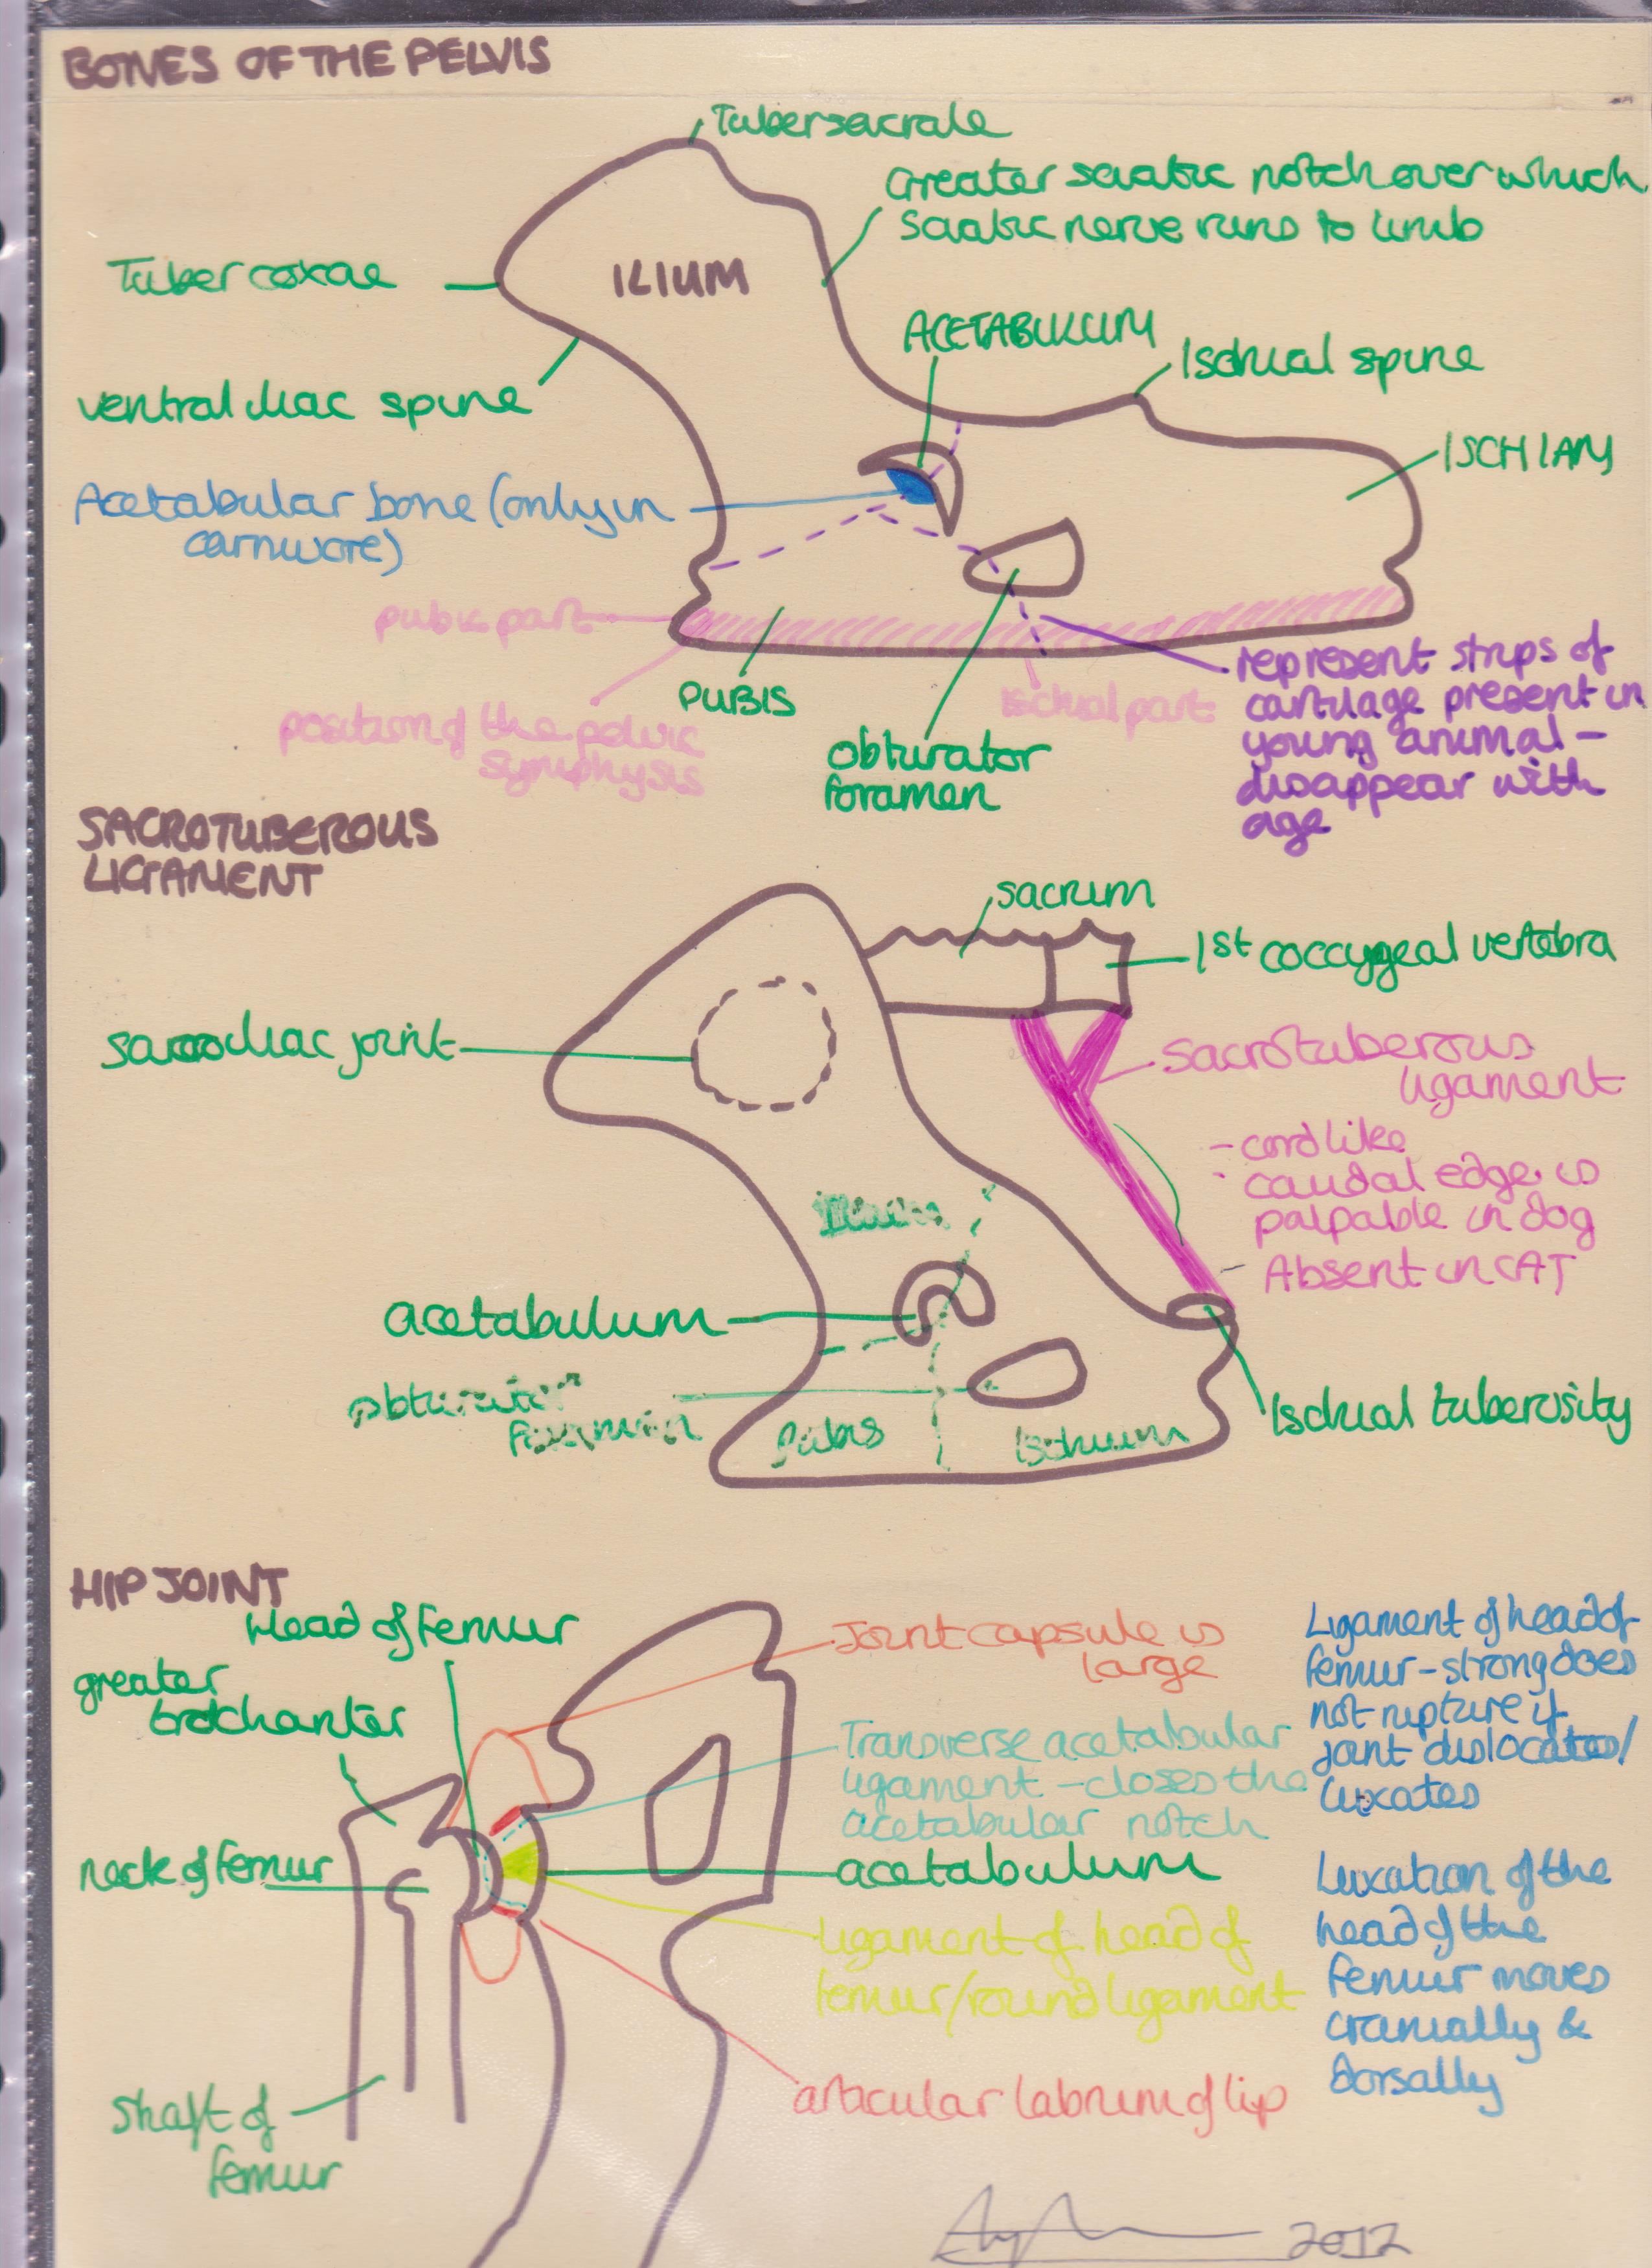 BONES OF THE PELVIS
Tuber sacrale
Greater sciatic notch over which
Sciatic nerve runs to limb
Tuber coxae
ILIUM
ACETABULUM
Ischial spine
ventral iliac spine
ISCHIAM
Acetabular bone (only in
carnivore)
pubic part
PUBIS
ischial part
position of the pelvic
symphysis
obturator
foramen
represent strips of
cartilage present in
young animal -
disappear with
age
SACROTUBEROUS
LIGAMENT
sacrum
1st coccygeal vertebra
sacroiliac joint
Sacrotuberous
ligament
- cord like
- caudal edge is
palpable in dog
- Absent in CAT
acetabulum
obturator
foramen
pubis
Ischium
Ischial tuberosity
HIP JOINT
Head of femur
greater
trochanter
neck of femur
shaft of
femur
Joint capsule is
large
Transverse acetabular
ligament - closes the
acetabular notch
acetabulum
Ligament of head of
femur/round ligament
articular labrum of lip
Ligament of head of
femur - strong does
not rupture if
joint dislocates/
luxates
Luxation of the
head of the
femur moves
cranially &
dorsally
2012